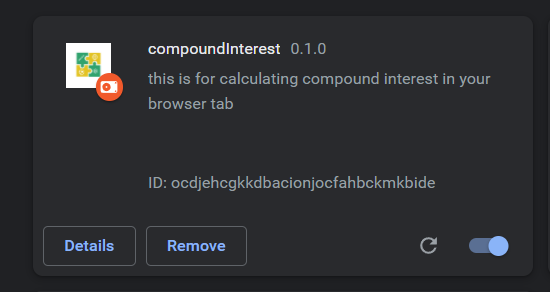 compoundInterest 0.1.0
this is for calculating compound interest in your
browser tab
ID: ocdjehcgkkdbacionjocfahbckmkbide
Details Remove